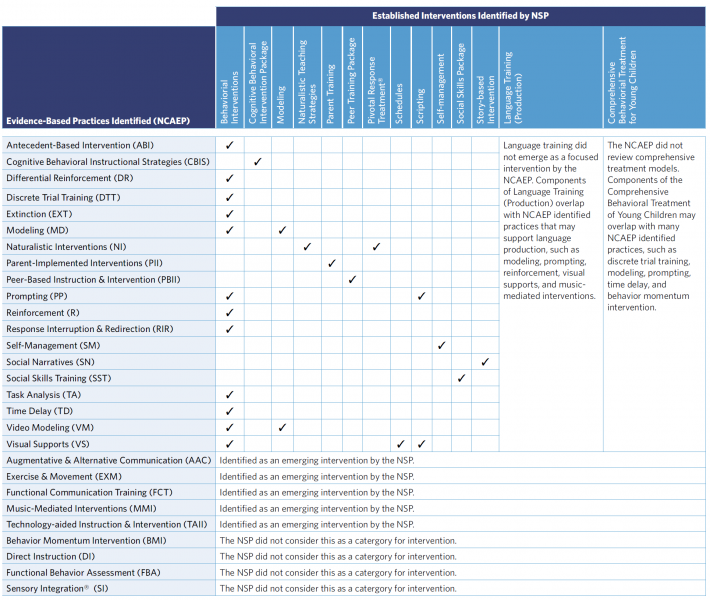 Established Interventions Identified by NSP
Evidence-Based Practices Identified (NCAEP)
Behaviorial
Interventions
Cognitive Behavioral
Intervention Package
Modeling
Naturalistic Teaching
Strategies
Parent Training
Peer Training Package
Pivotal Response
Treatment®
Schedules
Scripting
Self-management
Social Skills Package
Story-based
Intervention
Language Training
(Production)
Comprehensive
Behavioral Treatment
for Young Children
Antecedent-Based Intervention (ABI) ✓
Cognitive Behavioral Instructional Strategies (CBIS) ✓
Differential Reinforcement (DR) ✓
Discrete Trial Training (DTT) ✓
Extinction (EXT) ✓
Modeling (MD) ✓ ✓
Naturalistic Interventions (NI) ✓ ✓
Parent-Implemented Interventions (PII) ✓
Peer-Based Instruction & Intervention (PBII) ✓
Prompting (PP) ✓ ✓
Reinforcement (R) ✓
Response Interruption & Redirection (RIR) ✓
Self-Management (SM) ✓
Social Narratives (SN) ✓
Social Skills Training (SST) ✓
Task Analysis (TA) ✓
Time Delay (TD) ✓
Video Modeling (VM) ✓ ✓
Visual Supports (VS) ✓ ✓ ✓
Language training did
not emerge as a focused
intervention by the
NCAEP. Components
of Language Training
(Production) overlap
with NCAEP identified
practices that may
support language
production, such as
modeling, prompting,
reinforcement, visual
supports, and music-
mediated interventions.
The NCAEP did not
review comprehensive
treatment models.
Components of the
Comprehensive
Behavioral Treatment
of Young Children may
overlap with many
NCAEP identified
practices, such as
discrete trial training,
modeling, prompting,
time delay, and
behavior momentum
intervention.
Augmentative & Alternative Communication (AAC) Identified as an emerging intervention by the NSP.
Exercise & Movement (EXM) Identified as an emerging intervention by the NSP.
Functional Communication Training (FCT) Identified as an emerging intervention by the NSP.
Music-Mediated Interventions (MMI) Identified as an emerging intervention by the NSP.
Technology-aided Instruction & Intervention (TAII) Identified as an emerging intervention by the NSP.
Behavior Momentum Intervention (BMI) The NSP did not consider this as a catergory for intervention.
Direct Instruction (DI) The NSP did not consider this as a catergory for intervention.
Functional Behavior Assessment (FBA) The NSP did not consider this as a catergory for intervention.
Sensory Integration® (SI) The NSP did not consider this as a catergory for intervention.